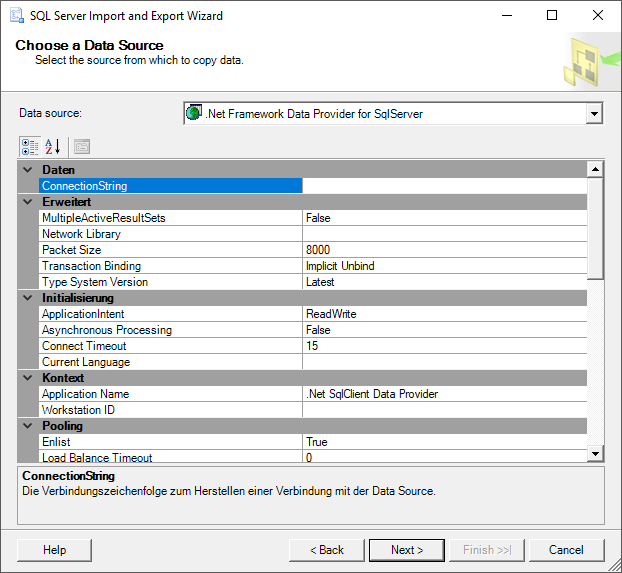 SQL Server Import and Export Wizard
Choose a Data Source
Select the source from which to copy data.
Data source: .Net Framework Data Provider for SqlServer
Daten
ConnectionString
Erweitert
MultipleActiveResultSets False
Network Library
Packet Size 8000
Transaction Binding Implicit Unbind
Type System Version Latest
Initialisierung
ApplicationIntent ReadWrite
Asynchronous Processing False
Connect Timeout 15
Current Language
Kontext
Application Name .Net SqlClient Data Provider
Workstation ID
Pooling
Enlist True
Load Balance Timeout 0
ConnectionString
Die Verbindungszeichenfolge zum Herstellen einer Verbindung mit der Data Source.
Help < Back Next > Finish >>| Cancel